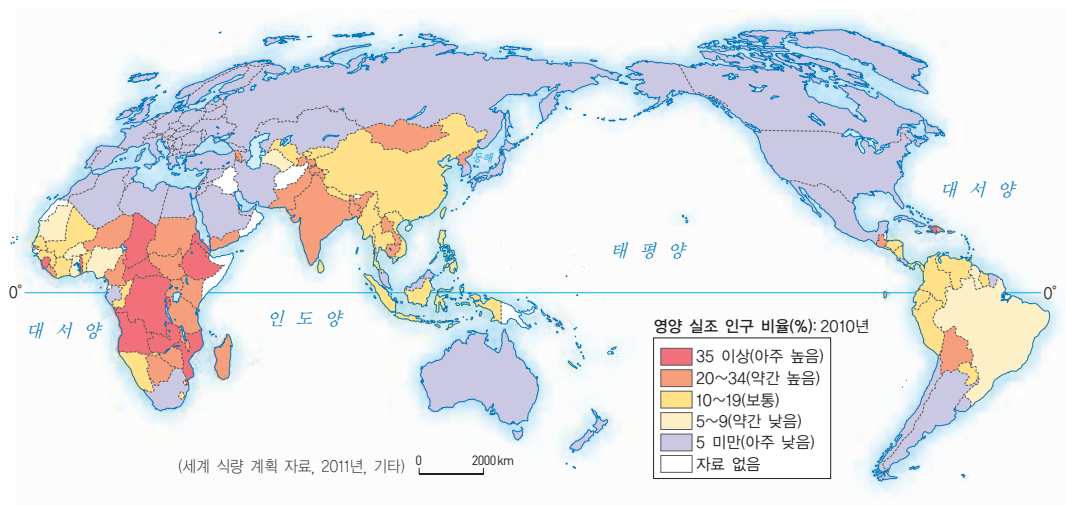 동해
대서양
태평양
0°
0°
대서양
인도양
영양 실조 인구 비율(%): 2010년
35 이상(아주 높음)
20~34(약간 높음)
10~19(보통)
5~9(약간 낮음)
5 미만(아주 낮음)
자료 없음
(세계 식량 계획 자료, 2011년, 기타)
0 2000km